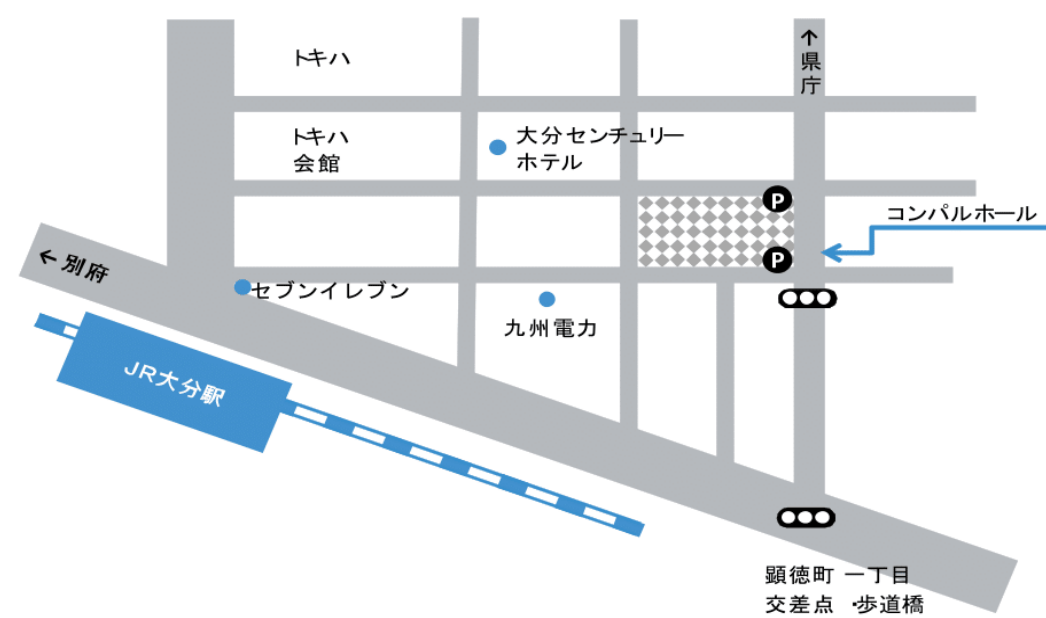 トキハ
↑
県
庁
トキハ
会館
大分センチュリー
ホテル
P
コンパルホール
P
←別府
セブンイレブン
九州電力
JR大分駅
顕徳町 一丁目
交差点 ・歩道橋